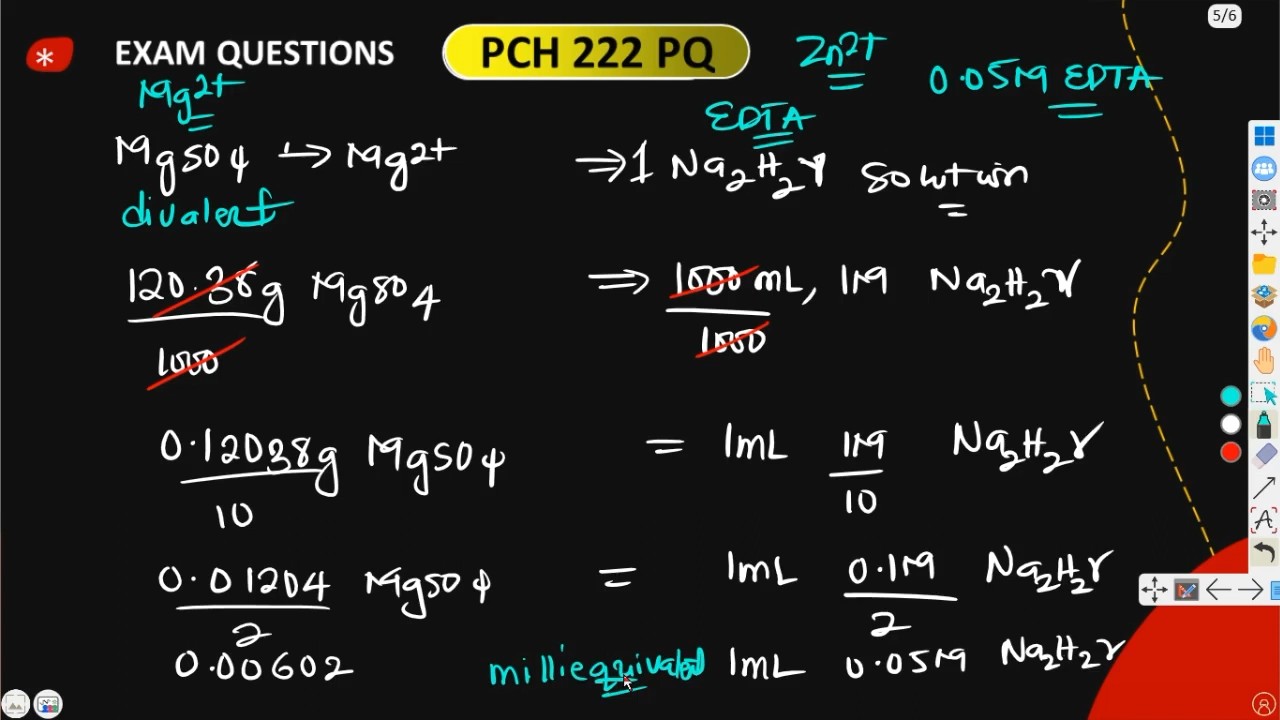 5/6
* EXAM QUESTIONS PCH 222 PQ Zn2+ 0.05M EDTA
Mg2+ EDTA
MgSO4 → Mg2+ ⇒ 1 Na2H2Y solution
divalent
120.38g MgSO4 ⇒ 1000 mL, 1M Na2H2Y
1000 1000
0.12038g MgSO4 = 1mL 1M Na2H2Y
10 10
0.01204 MgSO4 = 1mL 0.1M Na2H2Y
2 2
0.00602 milliequivalent 1mL 0.05M Na2H2Y